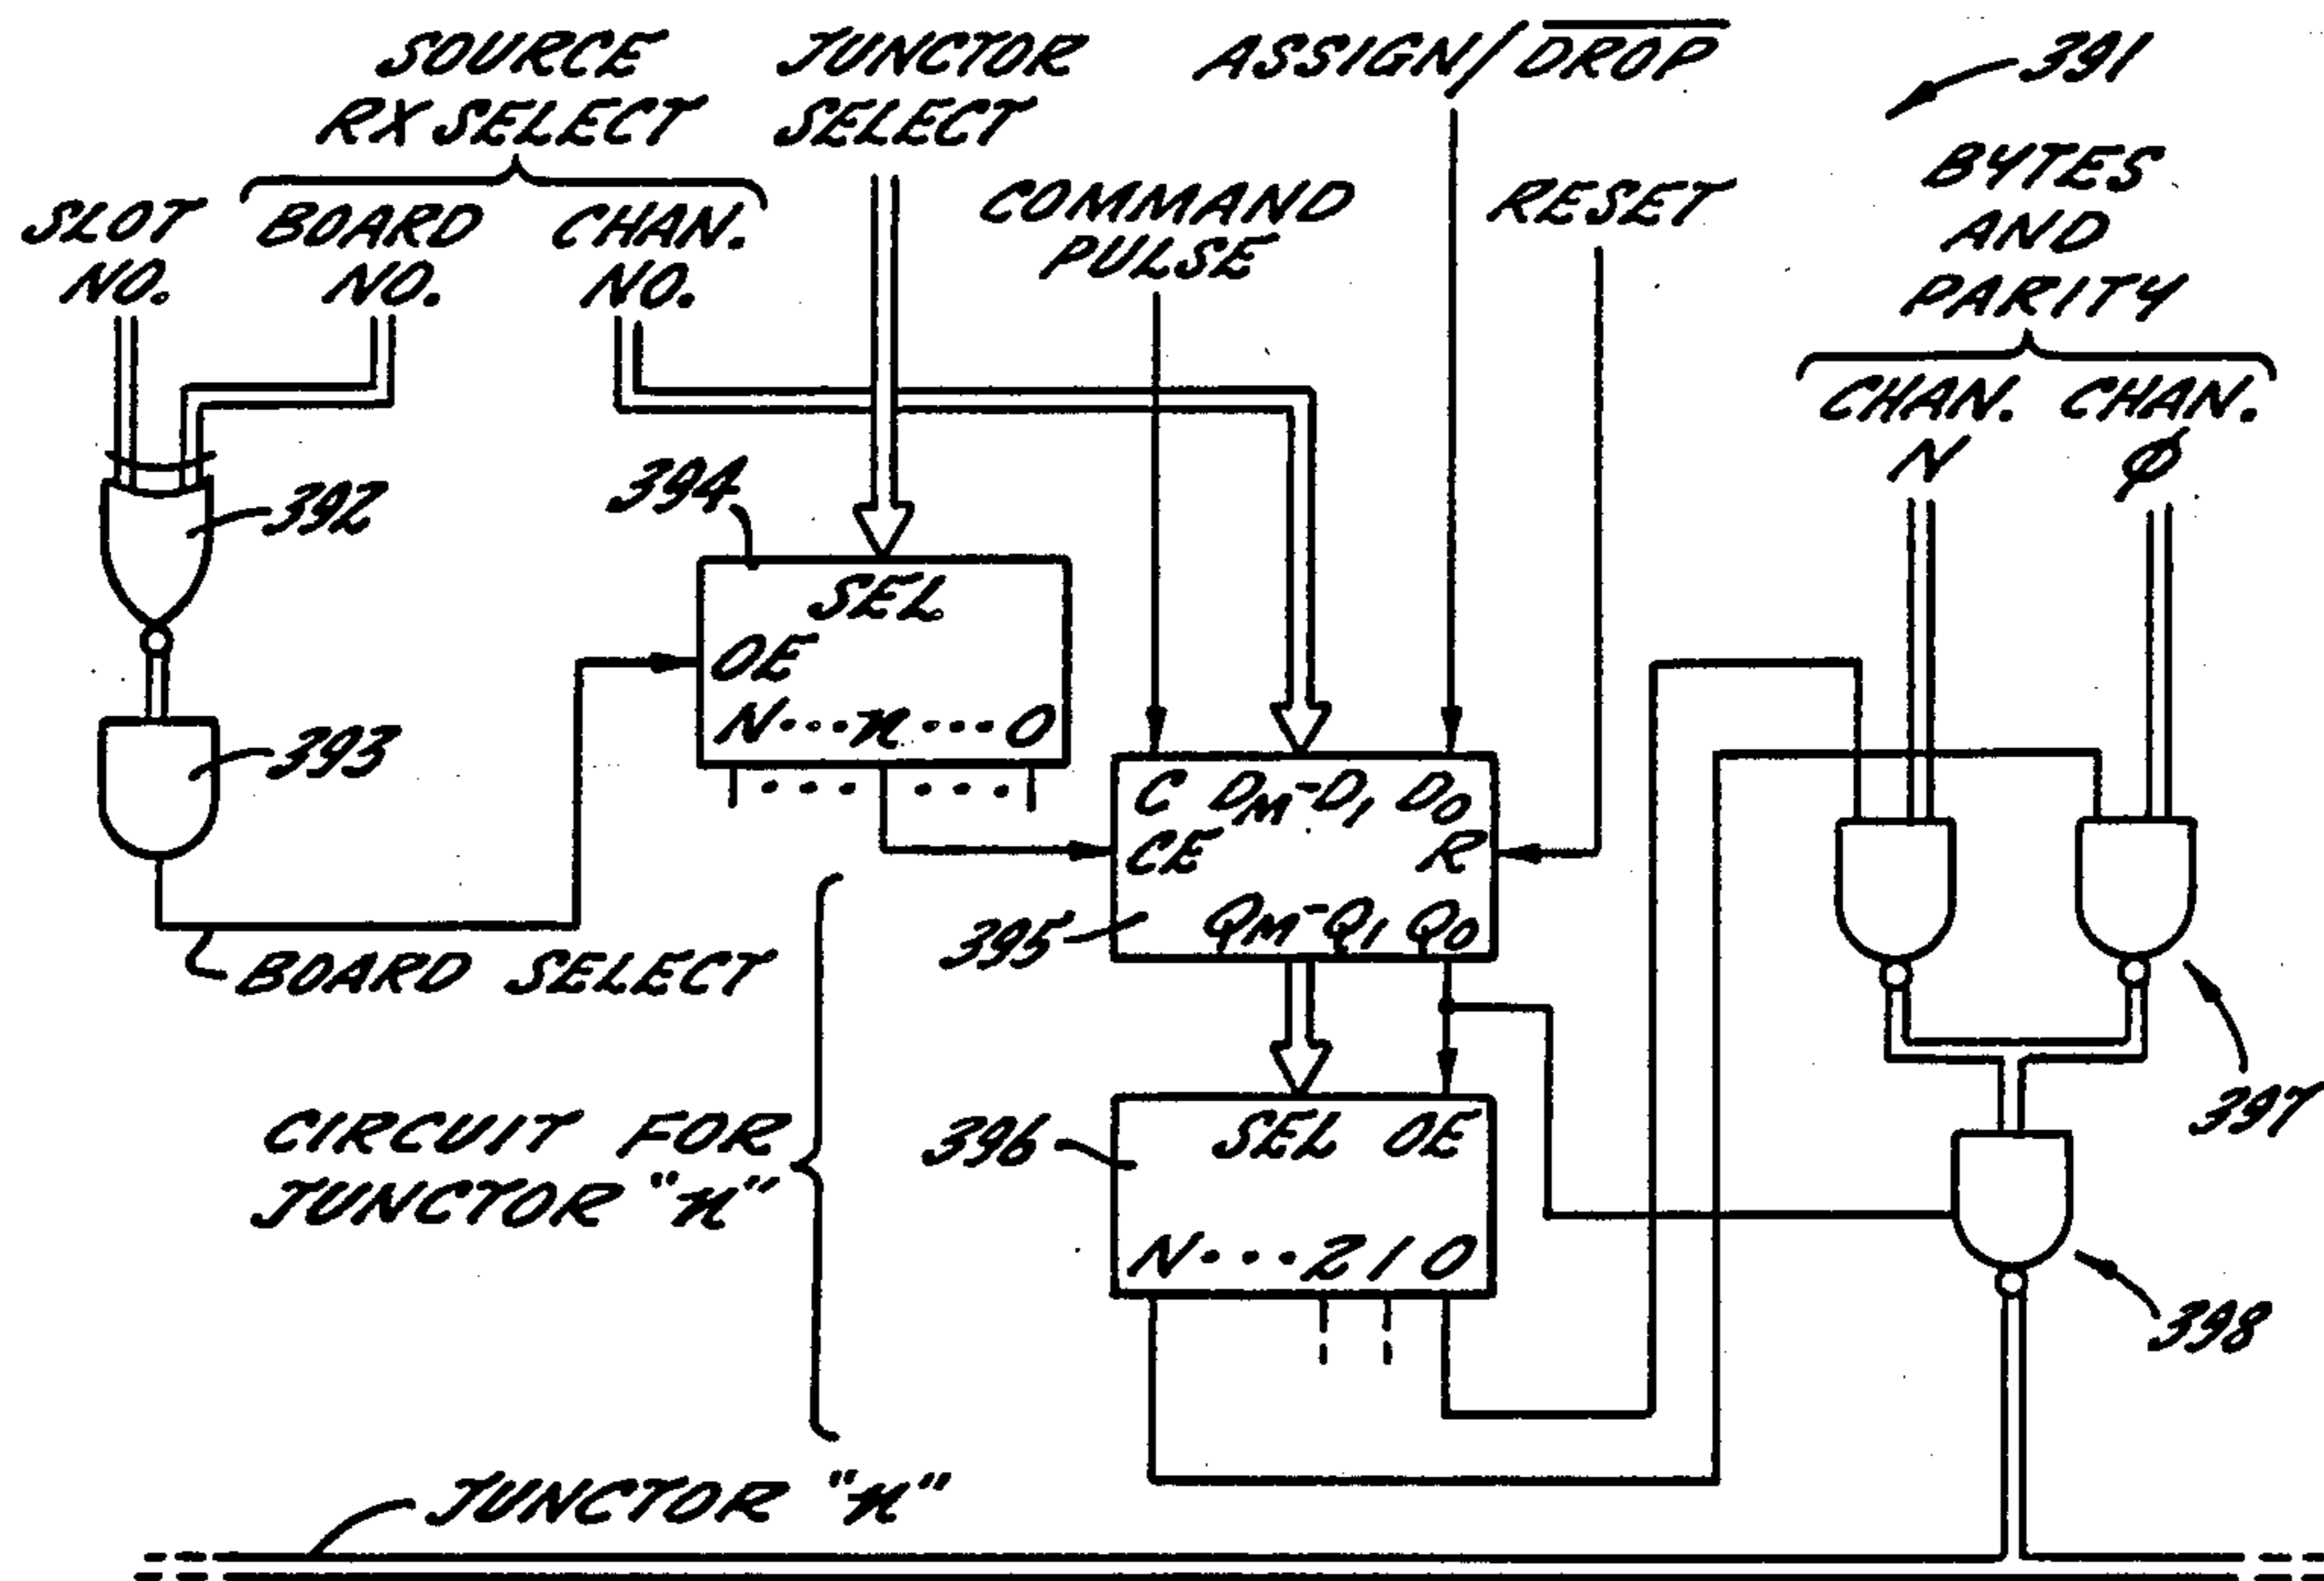 SOURCE
RX SELECT
JUNCTOR
SELECT
ASSIGN/DROP
391
SLOT
NO.
BOARD
NO.
CHAN.
NO.
COMMAND
PULSE
RESET
BYTES
AND
PARITY
CHAN.
N
CHAN.
φ
392
394
SEL
OE
N...n...0
393
C DM-D1 D0
CE R
QM-Q1 Q0
395
BOARD SELECT
397
CIRCUIT FOR
JUNCTOR "n"
396
SEL OE
N...2 1 0
398
JUNCTOR "n"